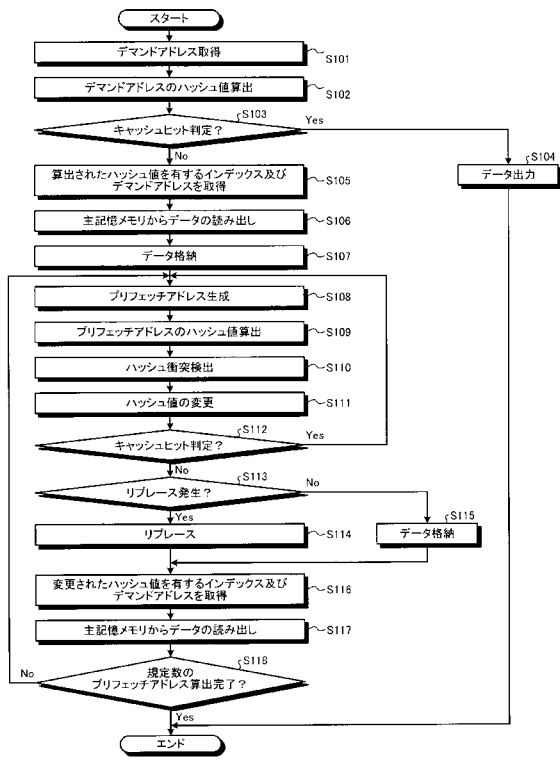 スタート
デマンドアドレス取得
S101
デマンドアドレスのハッシュ値算出
S102
キャッシュヒット判定？
S103
Yes
No
データ出力
S104
算出されたハッシュ値を有するインデックス及び
デマンドアドレスを取得
S105
主記憶メモリからデータの読み出し
S106
データ格納
S107
プリフェッチアドレス生成
S108
プリフェッチアドレスのハッシュ値算出
S109
ハッシュ衝突検出
S110
ハッシュ値の変更
S111
キャッシュヒット判定？
S112
Yes
No
リプレース発生？
S113
No
Yes
リプレース
S114
データ格納
S115
変更されたハッシュ値を有するインデックス及び
デマンドアドレスを取得
S116
主記憶メモリからデータの読み出し
S117
規定数の
プリフェッチアドレス算出完了？
S118
No
Yes
エンド